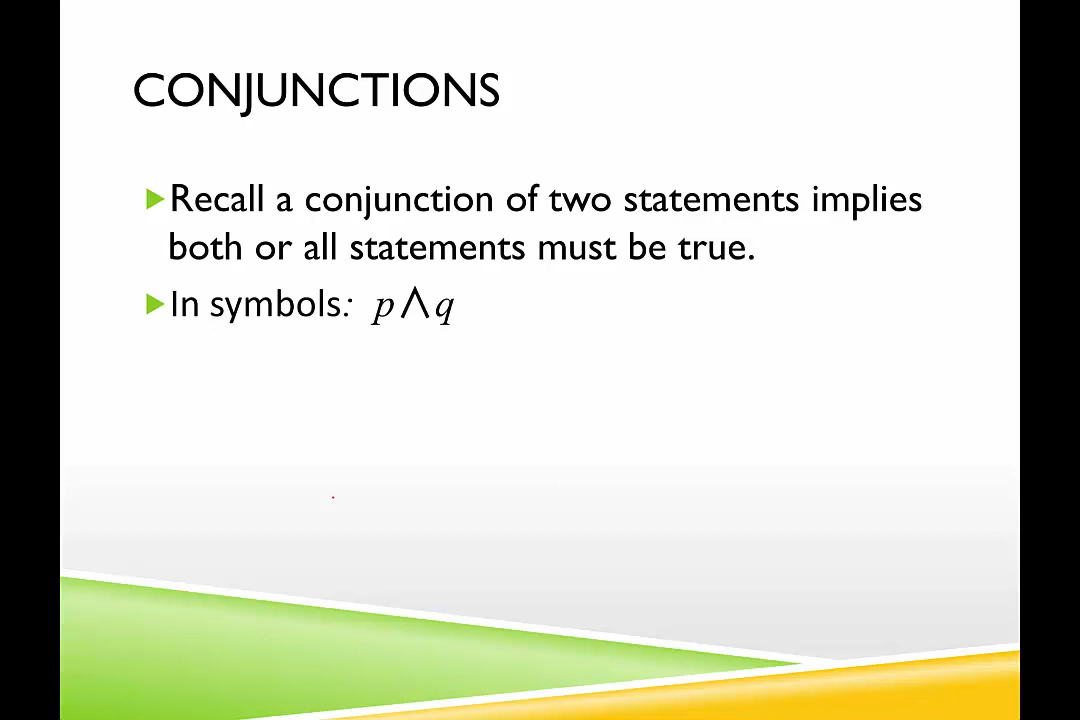 CONJUNCTIONS
Recall a conjunction of two statements implies
both or all statements must be true.
In symbols: p∧q